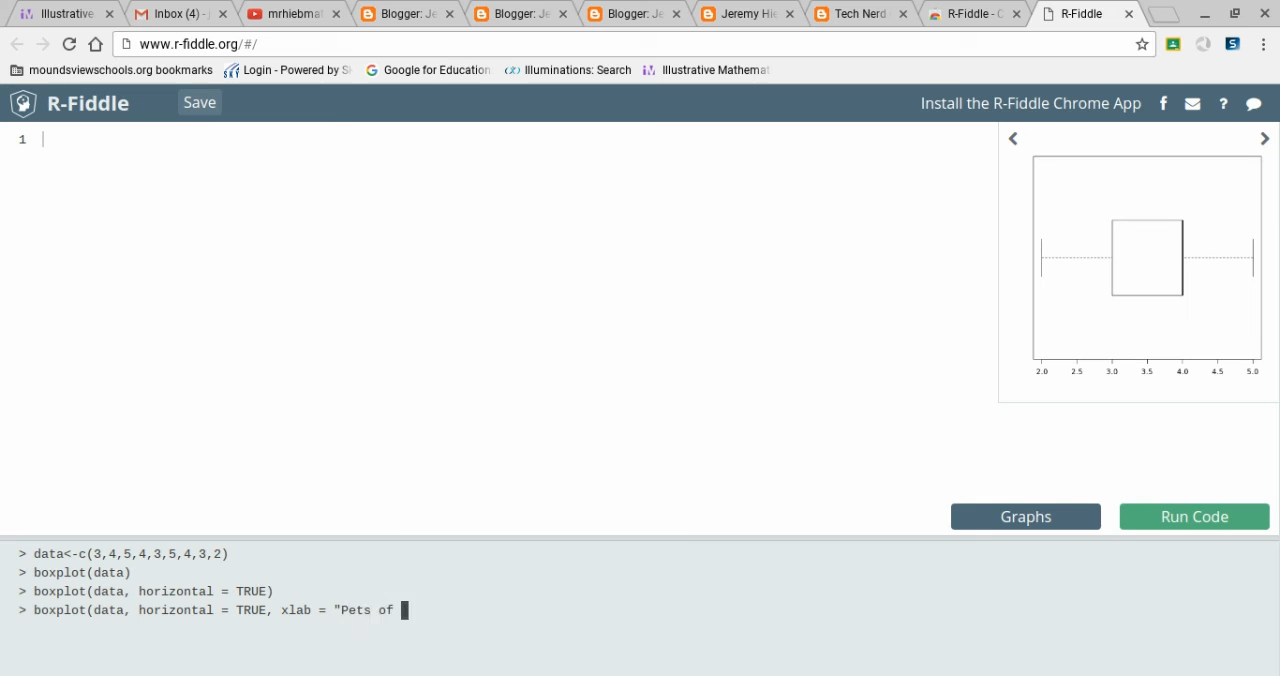 Illustrative
Inbox (4) -
mrhiebmat
Blogger: Je
Blogger: Je
Blogger: Je
Jeremy Hie
Tech Nerd
R-Fiddle - C
R-Fiddle
www.r-fiddle.org/#/
moundsviewschools.org bookmarks
Login - Powered by Sk
Google for Education
Illuminations: Search
Illustrative Mathemat
R-Fiddle
Save
Install the R-Fiddle Chrome App
1
2.0 2.5 3.0 3.5 4.0 4.5 5.0
Graphs
Run Code
> data<-c(3,4,5,4,3,5,4,3,2)
> boxplot(data)
> boxplot(data, horizontal = TRUE)
> boxplot(data, horizontal = TRUE, xlab = "Pets of